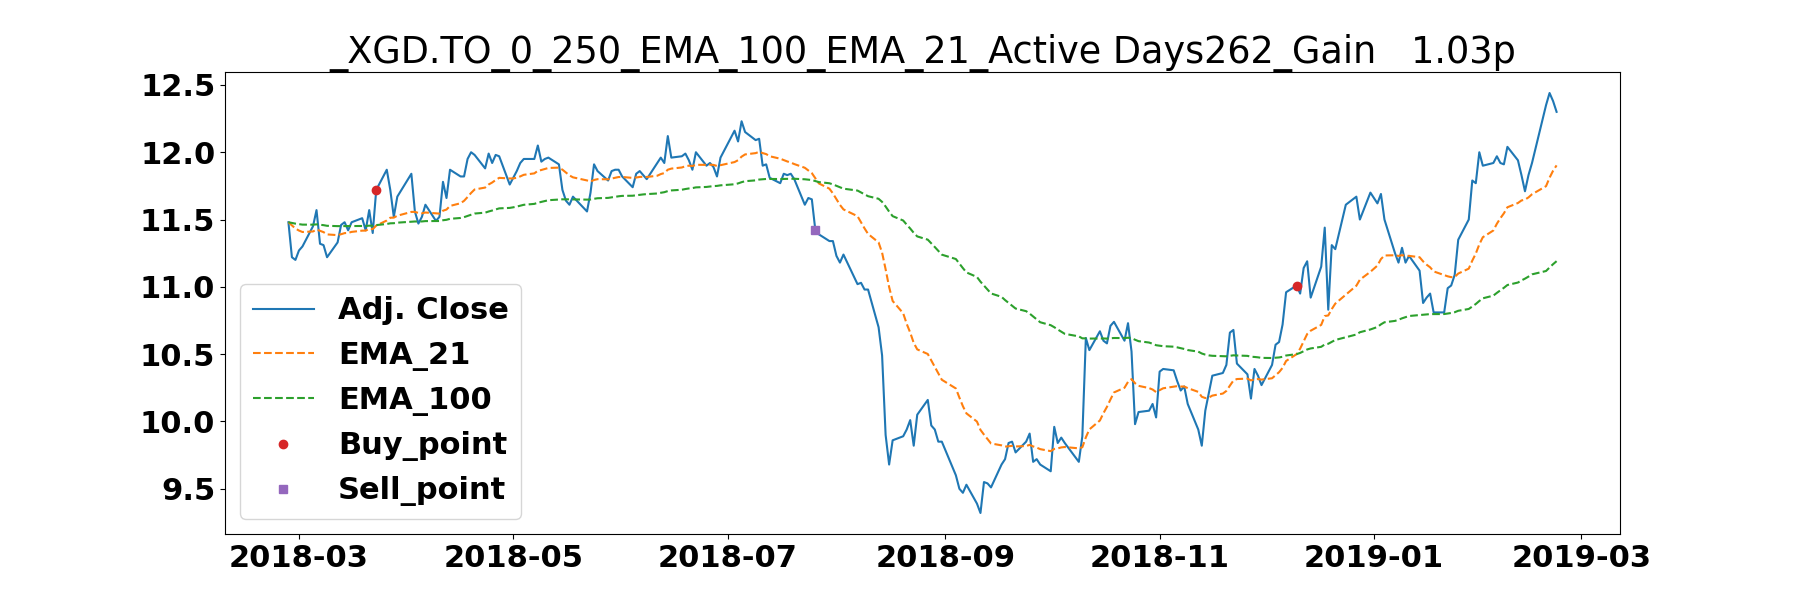 _XGD.TO_0_250_EMA_100_EMA_21_Active Days262_Gain   1.03p
12.5
12.0
11.5
11.0
10.5
10.0
9.5
Adj. Close
EMA_21
EMA_100
Buy_point
Sell_point
2018-03 2018-05 2018-07 2018-09 2018-11 2019-01 2019-03